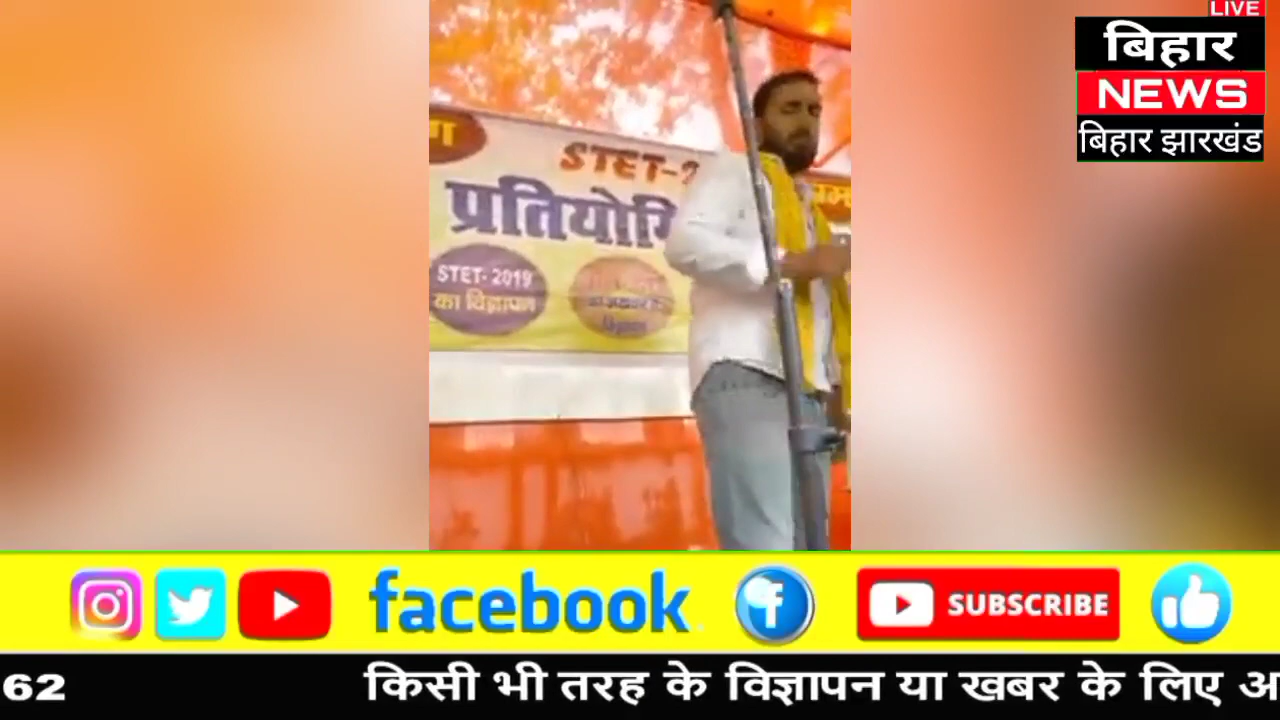 LIVE
बिहार
NEWS
बिहार झारखंड
ग
STET-2
प्रतियोगि
STET-2019
का विज्ञापन
facebook
SUBSCRIBE
62 किसी भी तरह के विज्ञापन या खबर के लिए अ